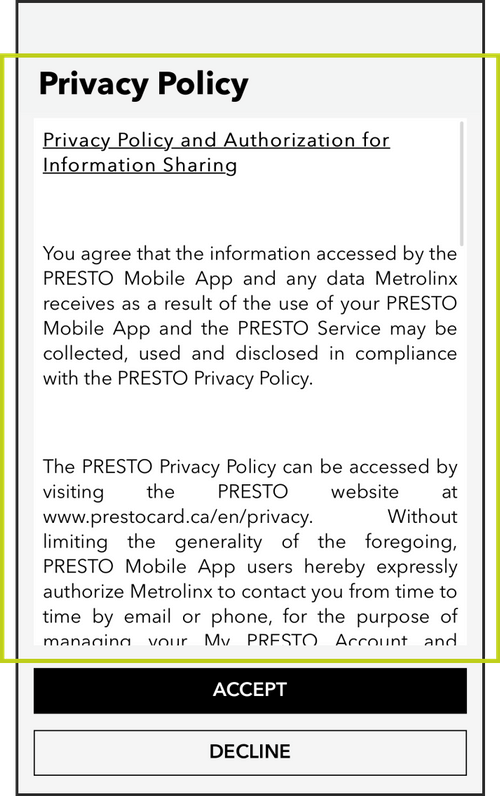 Privacy Policy
Privacy Policy and Authorization for
Information Sharing
You agree that the information accessed by the
PRESTO Mobile App and any data Metrolinx
receives as a result of the use of your PRESTO
Mobile App and the PRESTO Service may be
collected, used and disclosed in compliance
with the PRESTO Privacy Policy.
The PRESTO Privacy Policy can be accessed by
visiting the PRESTO website at
www.prestocard.ca/en/privacy. Without
limiting the generality of the foregoing,
PRESTO Mobile App users hereby expressly
authorize Metrolinx to contact you from time to
time by email or phone, for the purpose of
managing your My PRESTO Account and
ACCEPT
DECLINE